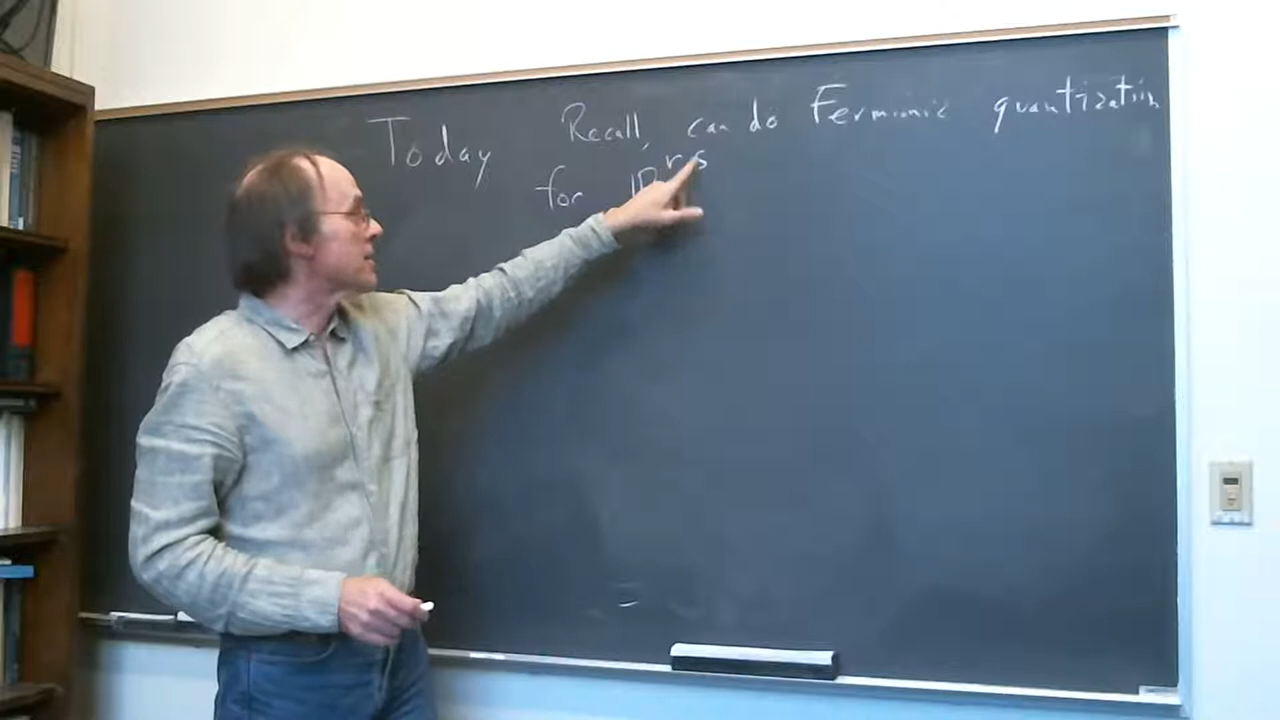 Today
Recall, can do Fermionic quantization
for ℝ^r,s